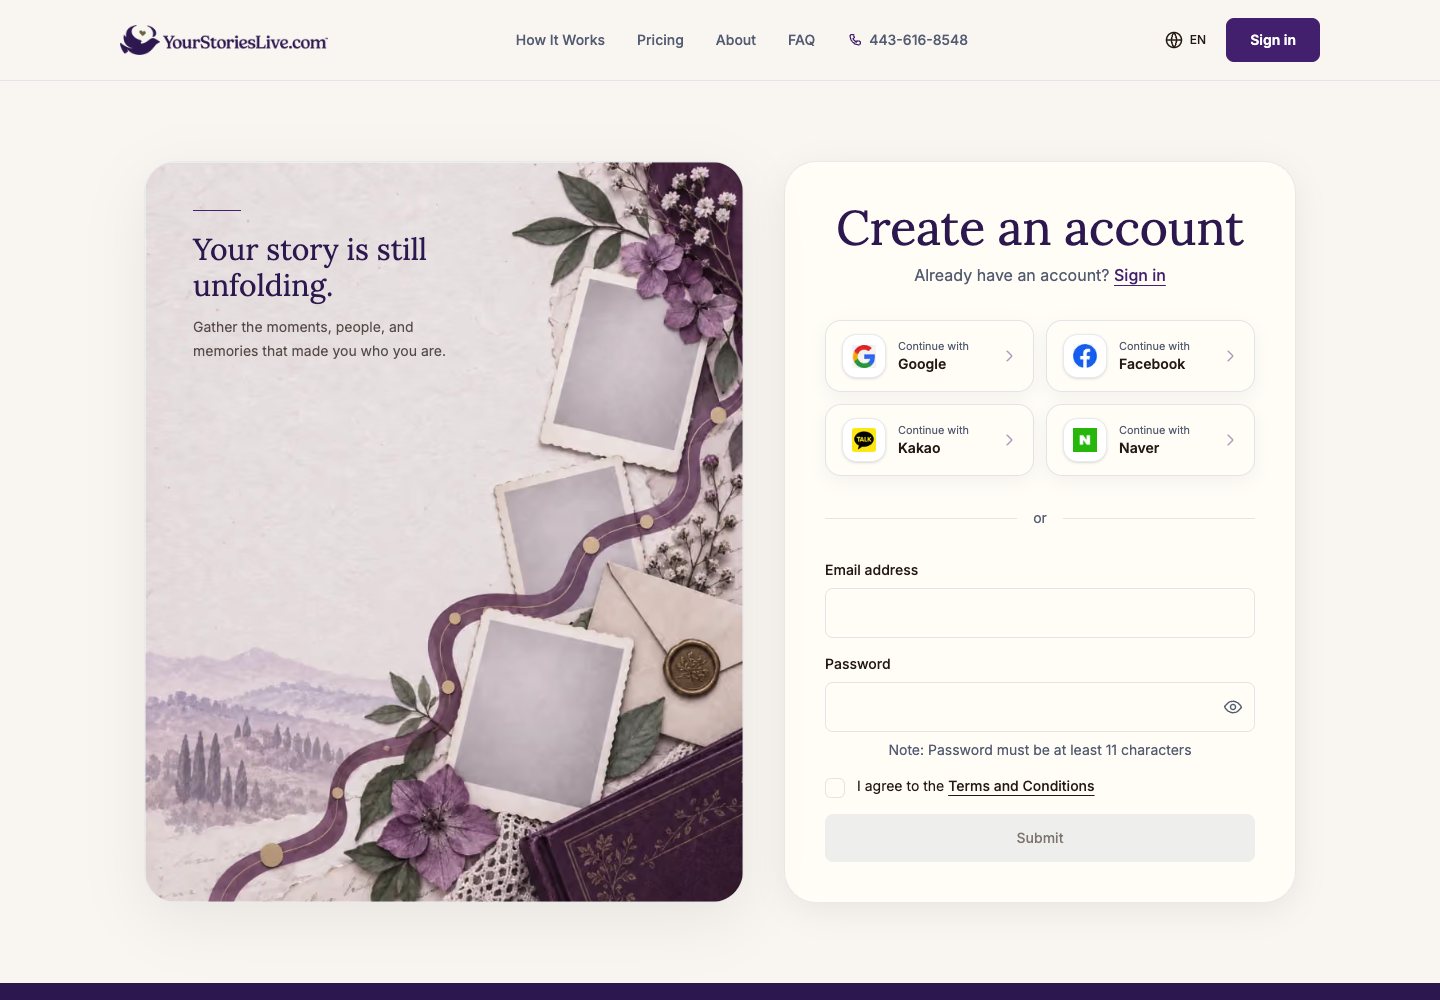 YourStoriesLive.com
How It Works
Pricing
About
FAQ
443-616-8548
EN
Sign in
Your story is still
unfolding.
Gather the moments, people, and
memories that made you who you are.
Create an account
Already have an account? Sign in
Continue with
Google
Continue with
Facebook
TALK
Continue with
Kakao
N
Continue with
Naver
or
Email address
Password
Note: Password must be at least 11 characters
I agree to the Terms and Conditions
Submit